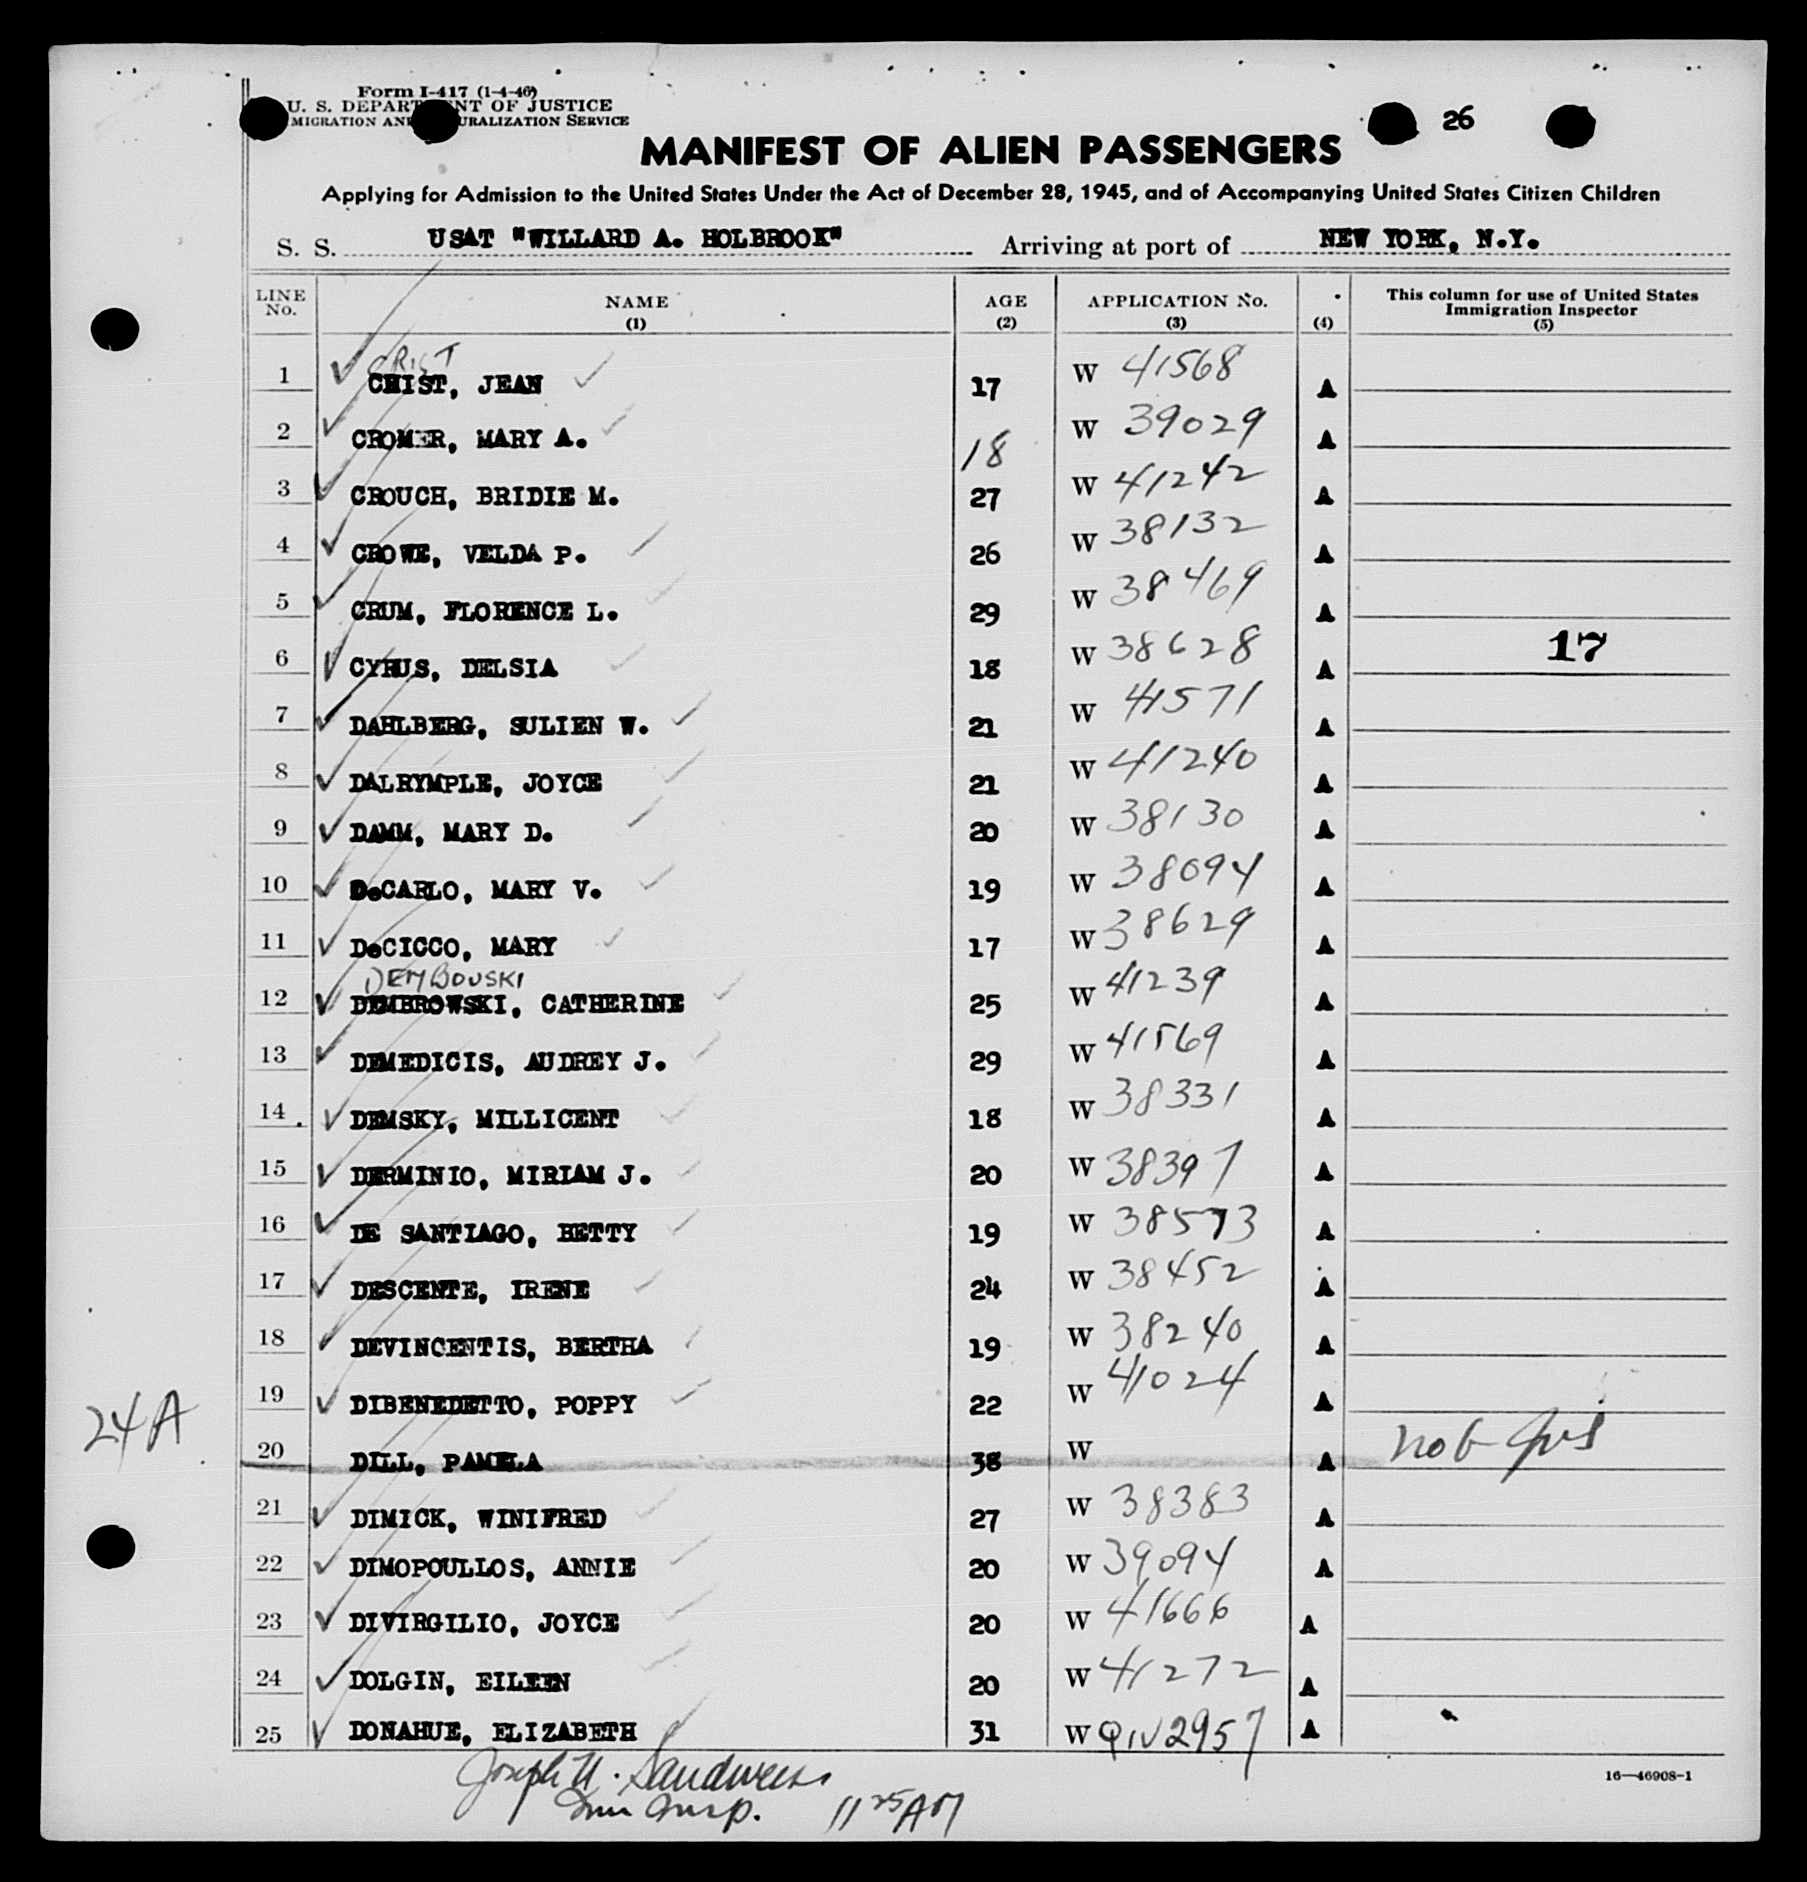 Form I-417 (1-4-46)
U. S. DEPARTMENT OF JUSTICE
IMMIGRATION AND NATURALIZATION SERVICE
26
MANIFEST OF ALIEN PASSENGERS
Applying for Admission to the United States Under the Act of December 28, 1945, and of Accompanying United States Citizen Children
S. S. USAT "WILLARD A. HOLBROOK" Arriving at port of NEW YORK, N.Y.
LINE No. NAME (1) AGE (2) APPLICATION No. (3) (4) This column for use of United States Immigration Inspector (5)
CRIST
1 CHIST, JEAN 17 W 41568 A
2 CROMER, MARY A. 18 W 39029 A
3 CROUCH, BRIDIE M. 27 W 41242 A
4 CROWE, VELDA P. 26 W 38132 A
5 CRUM, FLORENCE L. 29 W 38469 A
6 CYRUS, DELSIA 18 W 38628 A 17
7 DAHLBERG, SULIEN W. 21 W 41571 A
8 DALRYMPLE, JOYCE 21 W 41240 A
9 DAMM, MARY D. 20 W 38130 A
10 DeCARLO, MARY V. 19 W 38094 A
11 DeCICCO, MARY 17 W 38629 A
DEMBOUSKI
12 DEMBROWSKI, CATHERINE 25 W 41239 A
13 DEMEDICIS, AUDREY J. 29 W 41569 A
14 DEMSKY, MILLICENT 18 W 38331 A
15 DERMINIO, MIRIAM J. 20 W 38397 A
16 DE SANTIAGO, BETTY 19 W 38573 A
17 DESCENTE, IRENE 24 W 38452 A
18 DEVINCENTIS, BERTHA 19 W 38240 A
19 DIBENEDETTO, POPPY 22 W 41024 A
24A
20 DILL, PAMELA 38 W A not
21 DIMICK, WINIFRED 27 W 38383 A
22 DIMOPOULLOS, ANNIE 20 W 39094 A
23 DIVIRGILIO, JOYCE 20 W 41666 A
24 DOLGIN, EILEEN 20 W 41272 A
25 DONAHUE, ELIZABETH 31 W QIV2957 A
Joseph Sandweiss
Imm Insp. 11 25 AM
16—46908-1